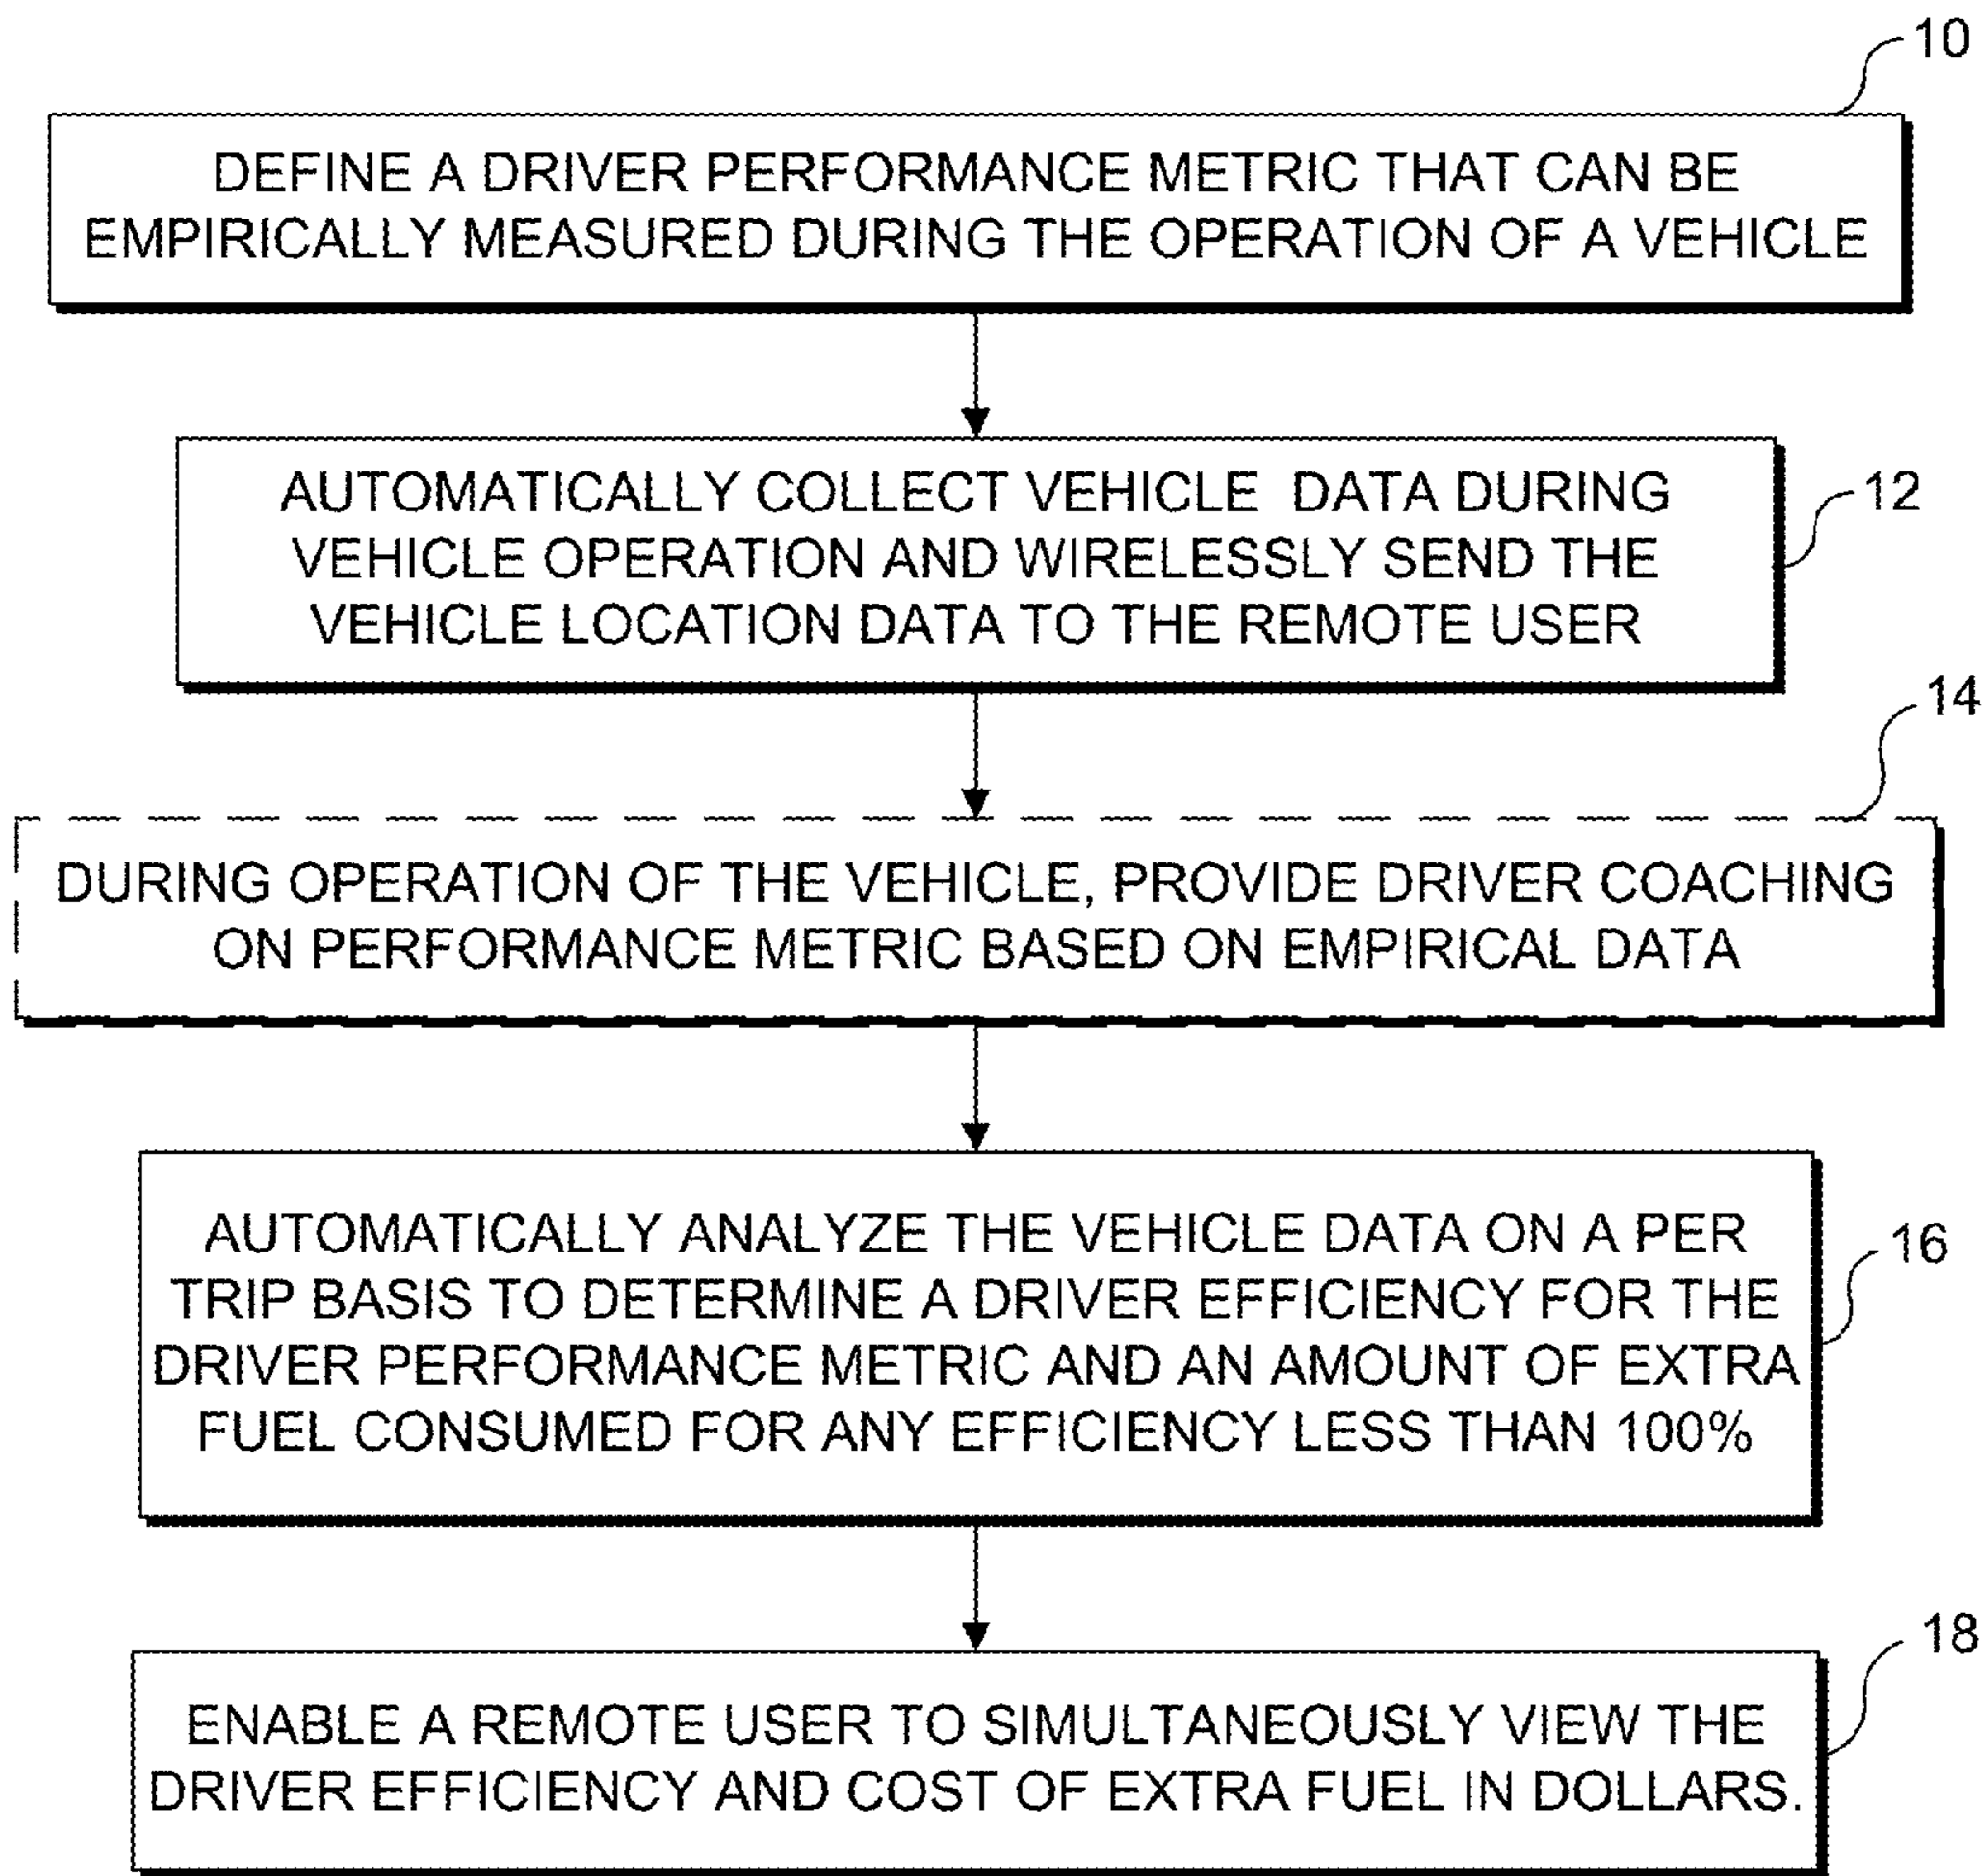 10
DEFINE A DRIVER PERFORMANCE METRIC THAT CAN BE
EMPIRICALLY MEASURED DURING THE OPERATION OF A VEHICLE
AUTOMATICALLY COLLECT VEHICLE DATA DURING
VEHICLE OPERATION AND WIRELESSLY SEND THE
VEHICLE LOCATION DATA TO THE REMOTE USER
12
14
DURING OPERATION OF THE VEHICLE, PROVIDE DRIVER COACHING
ON PERFORMANCE METRIC BASED ON EMPIRICAL DATA
AUTOMATICALLY ANALYZE THE VEHICLE DATA ON A PER
TRIP BASIS TO DETERMINE A DRIVER EFFICIENCY FOR THE
DRIVER PERFORMANCE METRIC AND AN AMOUNT OF EXTRA
FUEL CONSUMED FOR ANY EFFICIENCY LESS THAN 100%
16
18
ENABLE A REMOTE USER TO SIMULTANEOUSLY VIEW THE
DRIVER EFFICIENCY AND COST OF EXTRA FUEL IN DOLLARS.